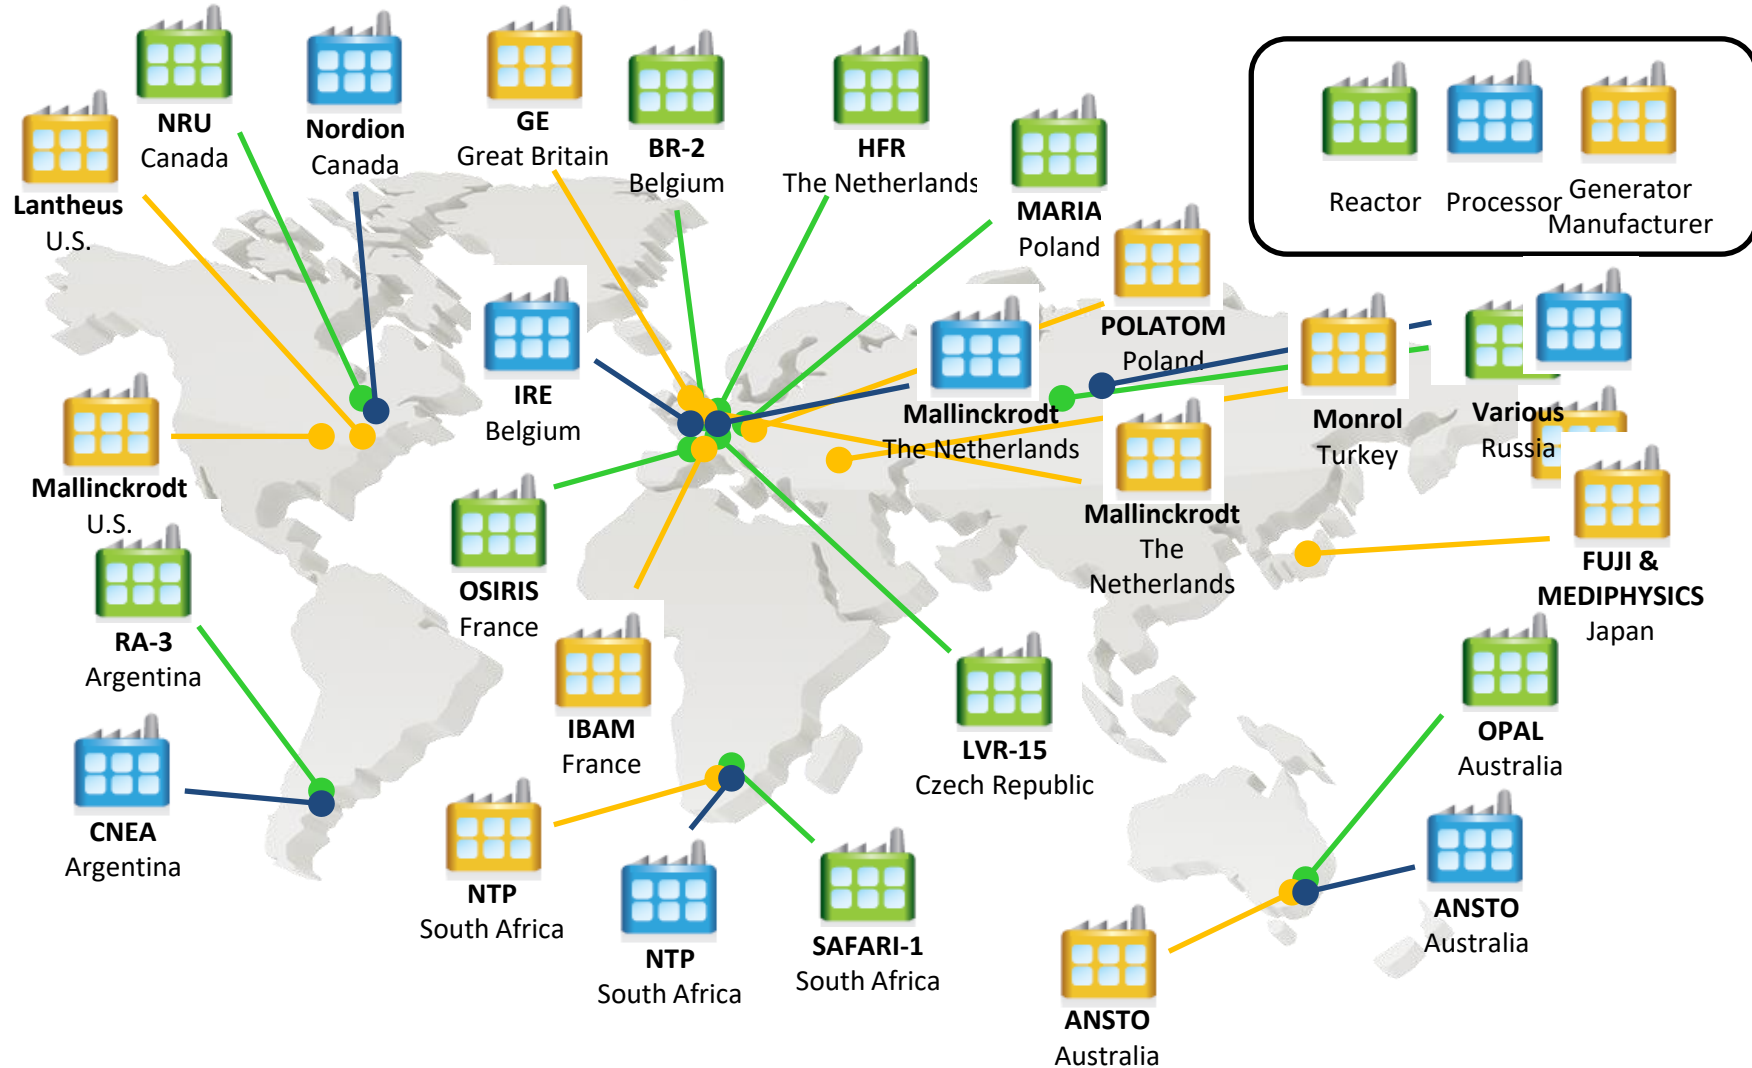 NRU
Canada
Nordion
Canada
GE
Great Britain
BR-2
Belgium
HFR
The Netherlands
MARIA
Poland
Reactor
Processor
Generator
Manufacturer
Lantheus
U.S.
POLATOM
Poland
IRE
Belgium
Mallinckrodt
The Netherlands
Monrol
Turkey
Various
Russia
Mallinckrodt
U.S.
Mallinckrodt
The
Netherlands
FUJI &
MEDIPHYSICS
Japan
OSIRIS
France
RA-3
Argentina
IBAM
France
LVR-15
Czech Republic
OPAL
Australia
CNEA
Argentina
NTP
South Africa
NTP
South Africa
SAFARI-1
South Africa
ANSTO
Australia
ANSTO
Australia